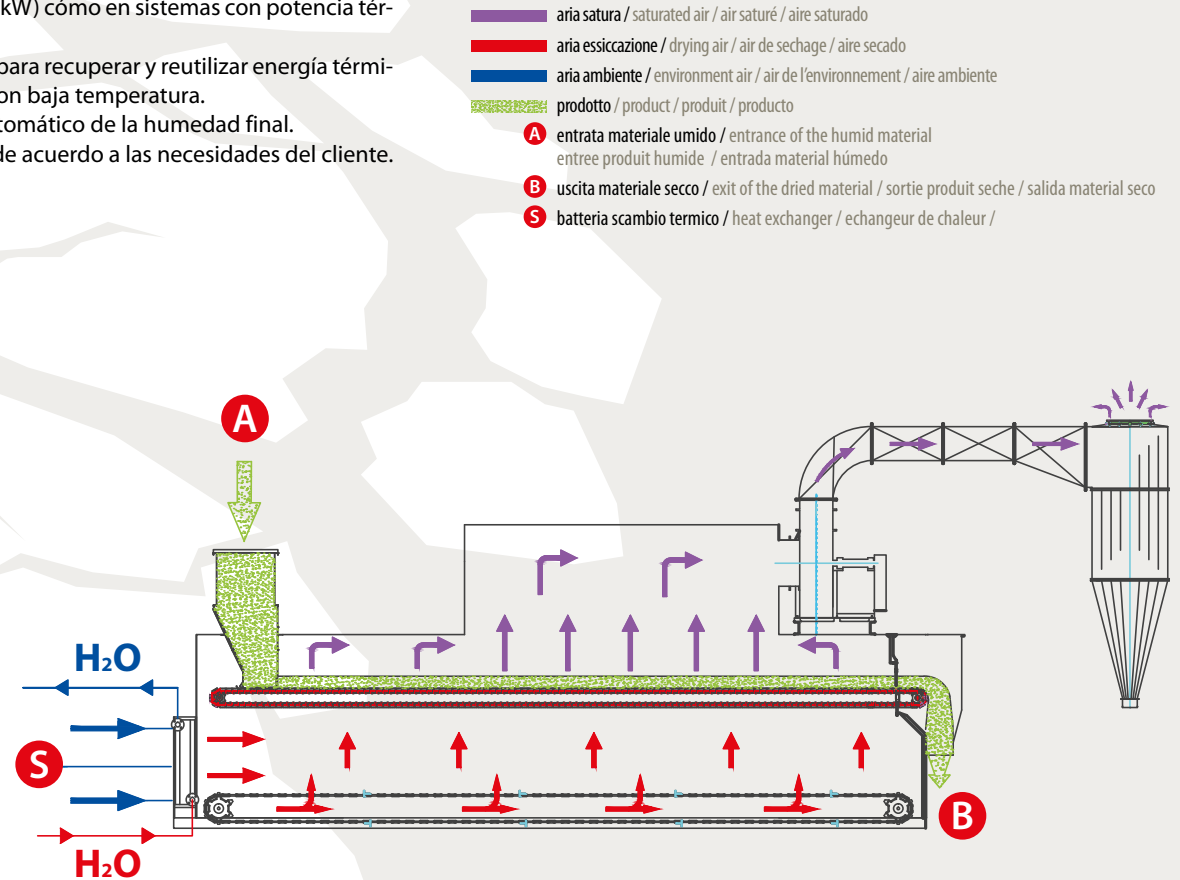 kW) cómo en sistemas con potencia tér-
para recuperar y reutilizar energía térmi-
on baja temperatura.
tomático de la humedad final.
de acuerdo a las necesidades del cliente.
aria satura / saturated air / air saturé / aire saturado
aria essiccazione / drying air / air de sechage / aire secado
aria ambiente / environment air / air de l'environnement / aire ambiente
prodotto / product / produit / producto
A entrata materiale umido / entrance of the humid material
entree produit humide / entrada material húmedo
B uscita materiale secco / exit of the dried material / sortie produit seche / salida material seco
S batteria scambio termico / heat exchanger / echangeur de chaleur /
A
H₂O
S
B
H₂O